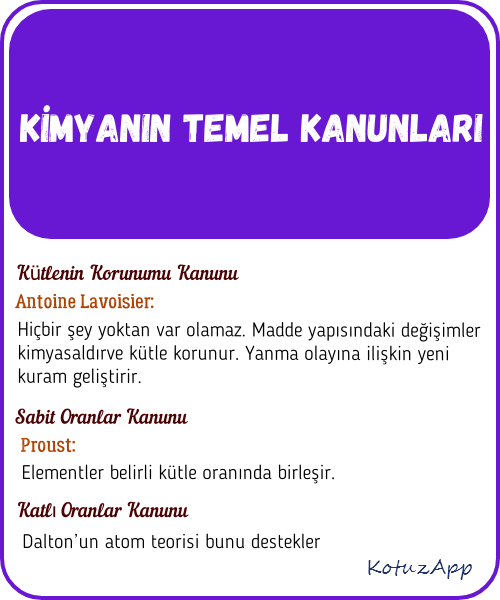 KİMYANIN TEMEL KANUNLARI
Kütlenin Korunumu Kanunu
Antoine Lavoisier:
Hiçbir şey yoktan var olamaz. Madde yapısındaki değişimler
kimyasaldırve kütle korunur. Yanma olayına ilişkin yeni
kuram geliştirir.
Sabit Oranlar Kanunu
Proust:
Elementler belirli kütle oranında birleşir.
Katlı Oranlar Kanunu
Dalton’un atom teorisi bunu destekler
KotuzApp